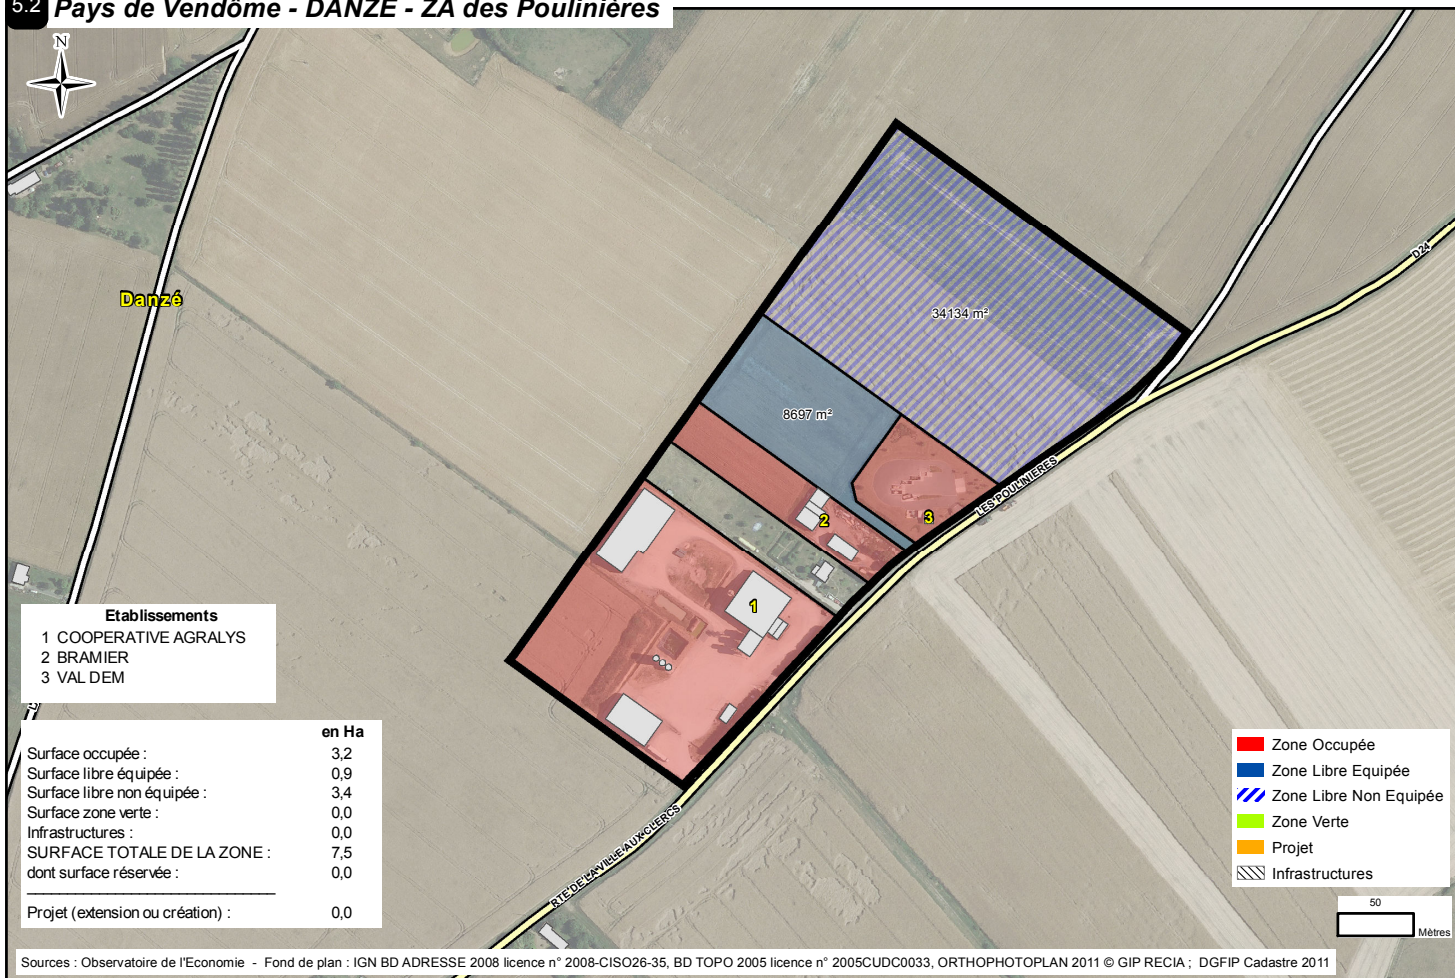 5.2 Pays de Vendôme - DANZE - ZA des Poulinières
N
Danzé
34134 m²
8697 m²
D24
LES POULINIERES
3
2
1
RTE DE LA VILLE AUX CLERCS
Etablissements
1 COOPERATIVE AGRALYS
2 BRAMIER
3 VAL DEM
en Ha
Surface occupée : 3,2
Surface libre équipée : 0,9
Surface libre non équipée : 3,4
Surface zone verte : 0,0
Infrastructures : 0,0
SURFACE TOTALE DE LA ZONE : 7,5
dont surface réservée : 0,0
Projet (extension ou création) : 0,0
Zone Occupée
Zone Libre Equipée
Zone Libre Non Equipée
Zone Verte
Projet
Infrastructures
50
Mètres
Sources : Observatoire de l'Economie - Fond de plan : IGN BD ADRESSE 2008 licence n° 2008-CISO26-35, BD TOPO 2005 licence n° 2005CUDC0033, ORTHOPHOTOPLAN 2011 © GIP RECIA ; DGFIP Cadastre 2011